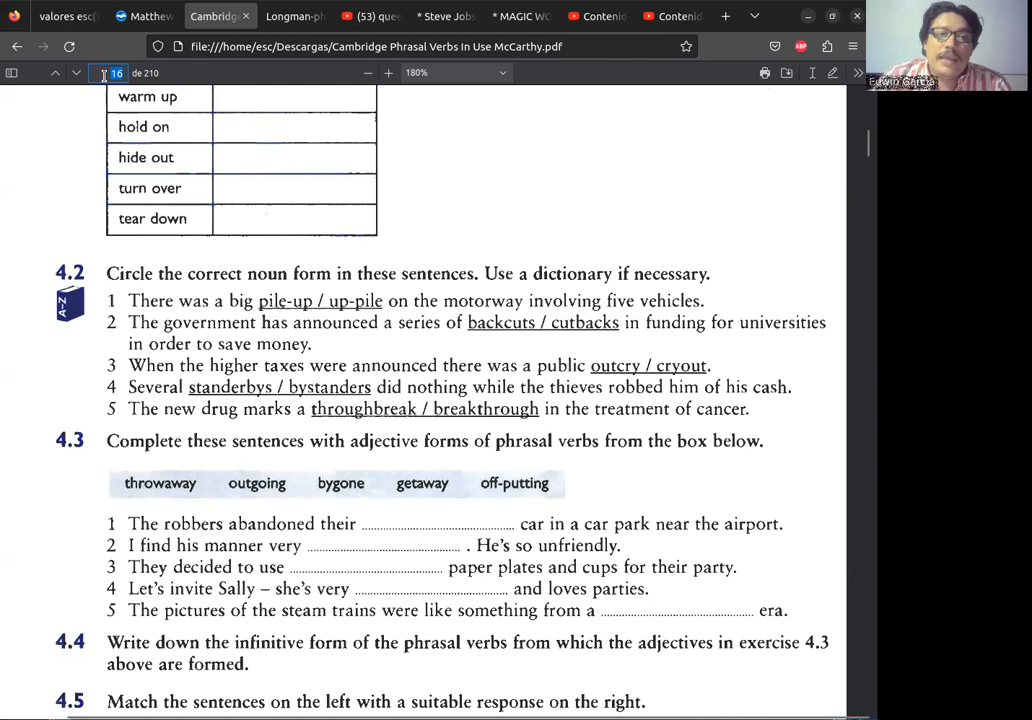 valores esc(
Matthew
Cambridg
Longman-ph
(53) que
* Steve Jobs
* MAGIC WC
Contenid
Contenid
file:///home/esc/Descargas/Cambridge Phrasal Verbs In Use McCarthy.pdf
ABP
16 de 210
180%
Edwin Garcia
warm up
hold on
hide out
turn over
tear down
4.2 Circle the correct noun form in these sentences. Use a dictionary if necessary.
A-Z
1 There was a big pile-up / up-pile on the motorway involving five vehicles.
2 The government has announced a series of backcuts / cutbacks in funding for universities
in order to save money.
3 When the higher taxes were announced there was a public outcry / cryout.
4 Several standerbys / bystanders did nothing while the thieves robbed him of his cash.
5 The new drug marks a throughbreak / breakthrough in the treatment of cancer.
4.3 Complete these sentences with adjective forms of phrasal verbs from the box below.
throwaway outgoing bygone getaway off-putting
1 The robbers abandoned their ................................ car in a car park near the airport.
2 I find his manner very ................................ . He's so unfriendly.
3 They decided to use ................................ paper plates and cups for their party.
4 Let's invite Sally – she's very ................................ and loves parties.
5 The pictures of the steam trains were like something from a ................................ era.
4.4 Write down the infinitive form of the phrasal verbs from which the adjectives in exercise 4.3
above are formed.
4.5 Match the sentences on the left with a suitable response on the right.